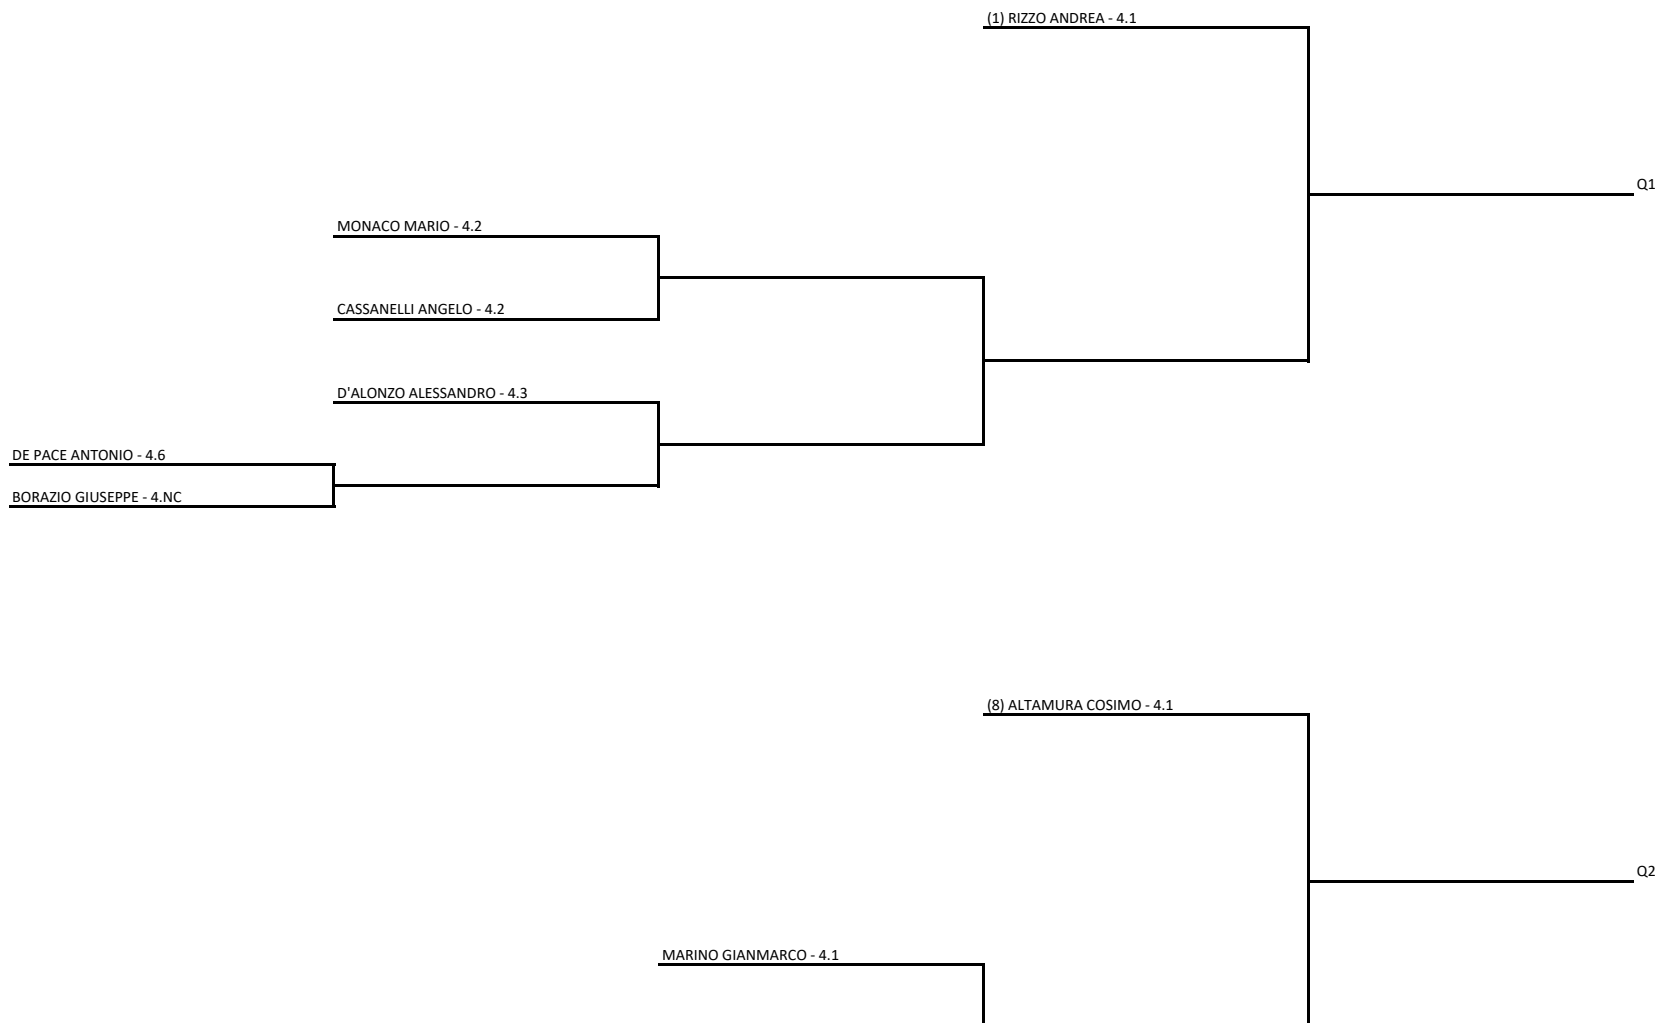 (1) RIZZO ANDREA - 4.1
Q1
MONACO MARIO - 4.2
CASSANELLI ANGELO - 4.2
D'ALONZO ALESSANDRO - 4.3
DE PACE ANTONIO - 4.6
BORAZIO GIUSEPPE - 4.NC
(8) ALTAMURA COSIMO - 4.1
Q2
MARINO GIANMARCO - 4.1